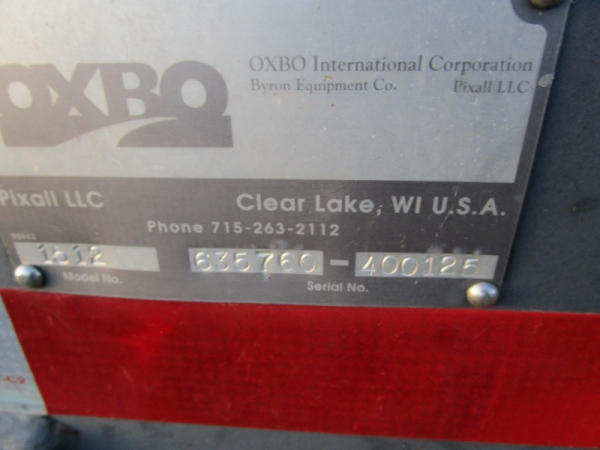 OXBO
OXBO International Corporation
Byron Equipment Co. Pixall LLC
Pixall LLC Clear Lake, WI U.S.A.
Phone 715-263-2112
635760-400125
Model No. Serial No.
-C2